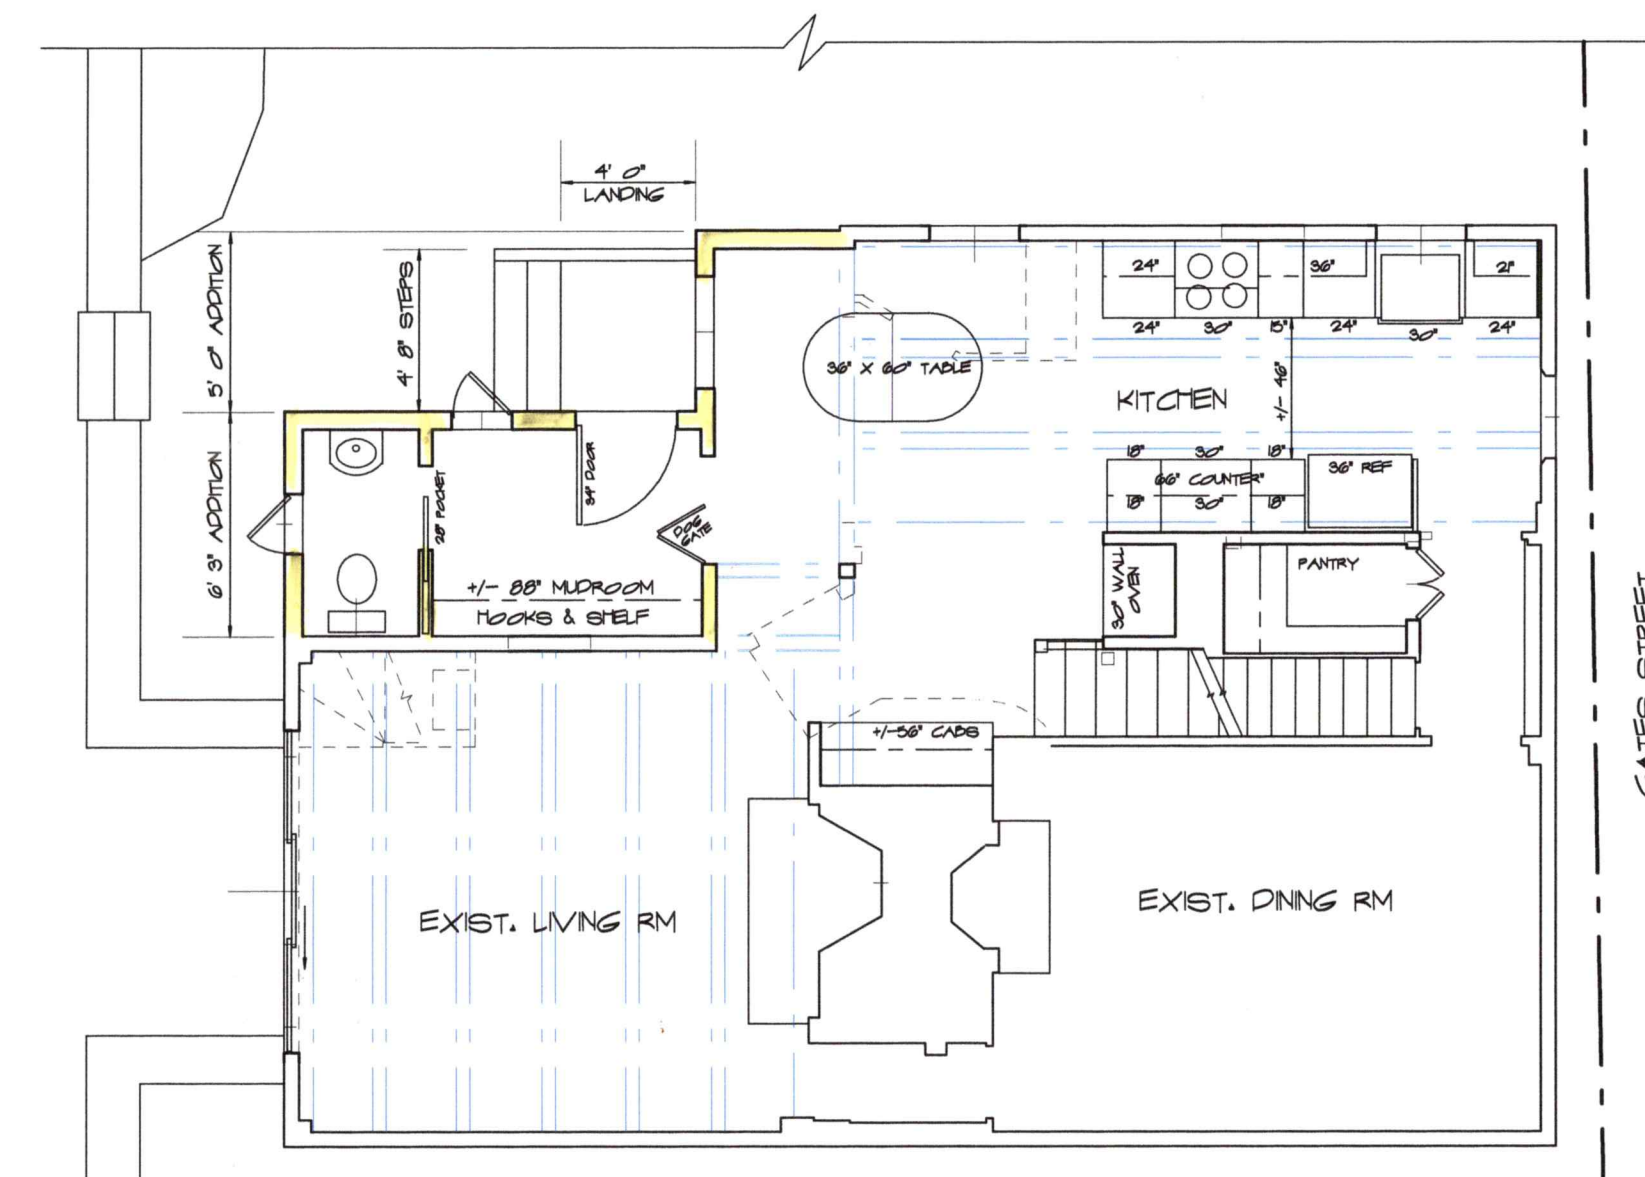 4' 0"
LANDING
5' 0" ADDITION
4' 8" STEPS
24"
36"
21"
24"
30"
15"
24"
30"
24"
36" X 60" TABLE
KITCHEN
+/- 46"
6' 3" ADDITION
28" POCKET
34" DOOR
DOG
GATE
18"
30"
18"
66" COUNTER"
18"
30"
18"
36" REF
30" WALL
OVEN
PANTRY
+/- 88" MUDROOM
HOOKS & SHELF
+/-56" CABS
EXIST. LIVING RM
EXIST. DINING RM
GATES STREET